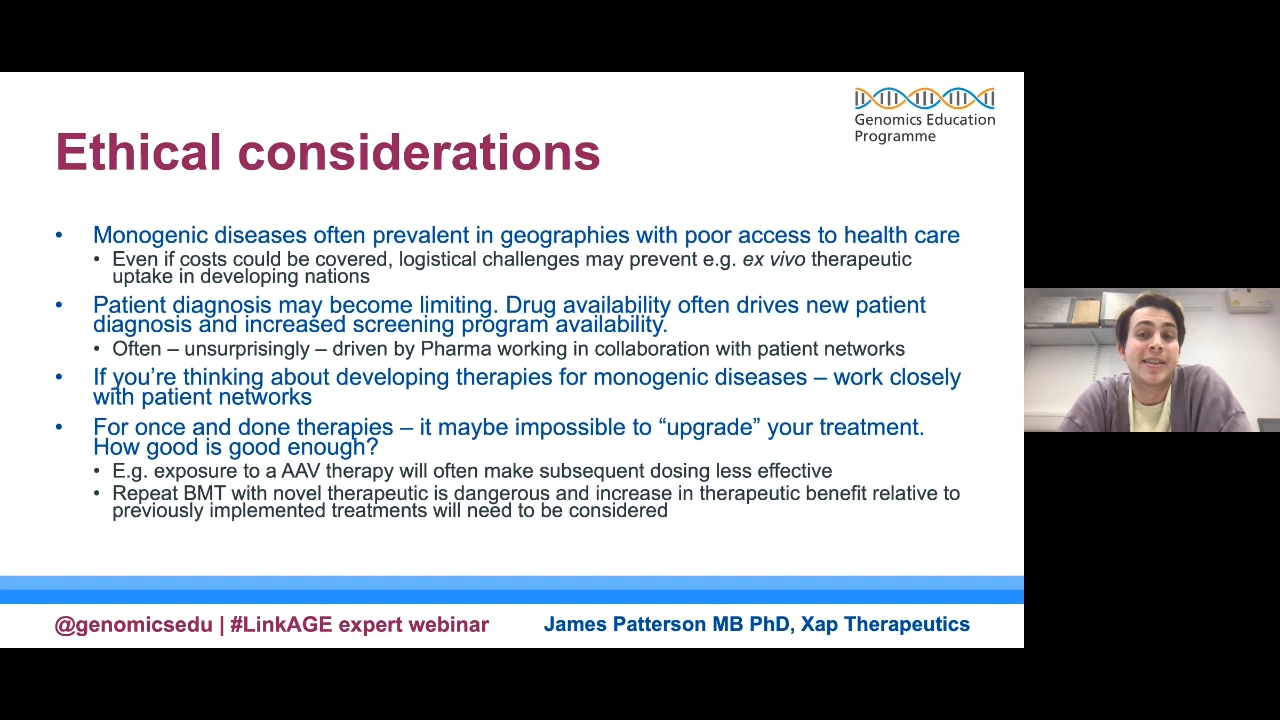 Genomics Education
Programme
Ethical considerations
• Monogenic diseases often prevalent in geographies with poor access to health care
• Even if costs could be covered, logistical challenges may prevent e.g. ex vivo therapeutic
uptake in developing nations
• Patient diagnosis may become limiting. Drug availability often drives new patient
diagnosis and increased screening program availability.
• Often – unsurprisingly – driven by Pharma working in collaboration with patient networks
• If you’re thinking about developing therapies for monogenic diseases – work closely
with patient networks
• For once and done therapies – it maybe impossible to “upgrade” your treatment.
How good is good enough?
• E.g. exposure to a AAV therapy will often make subsequent dosing less effective
• Repeat BMT with novel therapeutic is dangerous and increase in therapeutic benefit relative to
previously implemented treatments will need to be considered
@genomicsedu | #LinkAGE expert webinar
James Patterson MB PhD, Xap Therapeutics